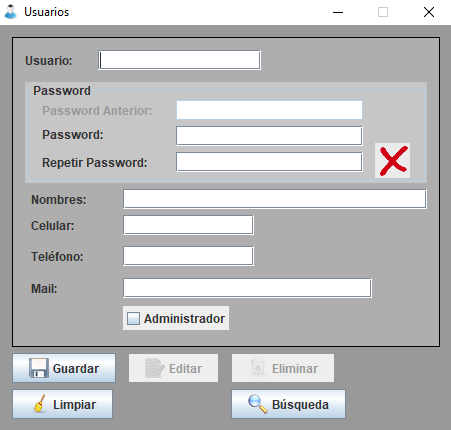 Usuarios
Usuario:
Password
Password Anterior:
Password:
Repetir Password:
Nombres:
Celular:
Teléfono:
Mail:
Administrador
Guardar Editar Eliminar
Limpiar Búsqueda